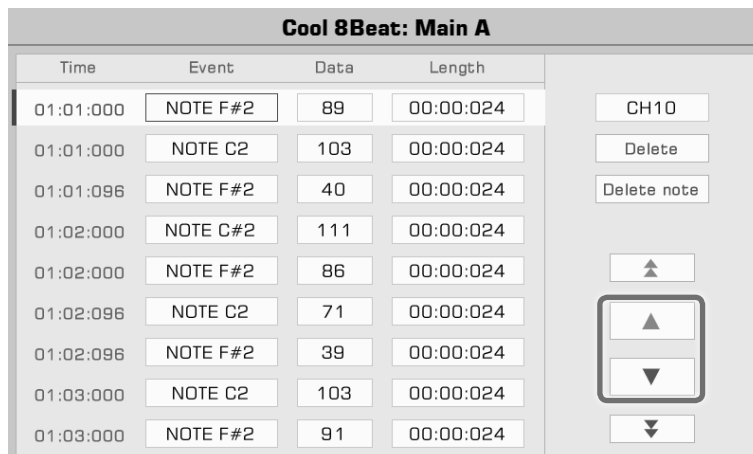 Cool 8Beat: Main A
Time Event Data Length
01:01:000 NOTE F#2 89 00:00:024 CH10
01:01:000 NOTE C2 103 00:00:024 Delete
01:01:096 NOTE F#2 40 00:00:024 Delete note
01:02:000 NOTE C#2 111 00:00:024
01:02:000 NOTE F#2 86 00:00:024
01:02:096 NOTE C2 71 00:00:024
01:02:096 NOTE F#2 39 00:00:024
01:03:000 NOTE C2 103 00:00:024
01:03:000 NOTE F#2 91 00:00:024